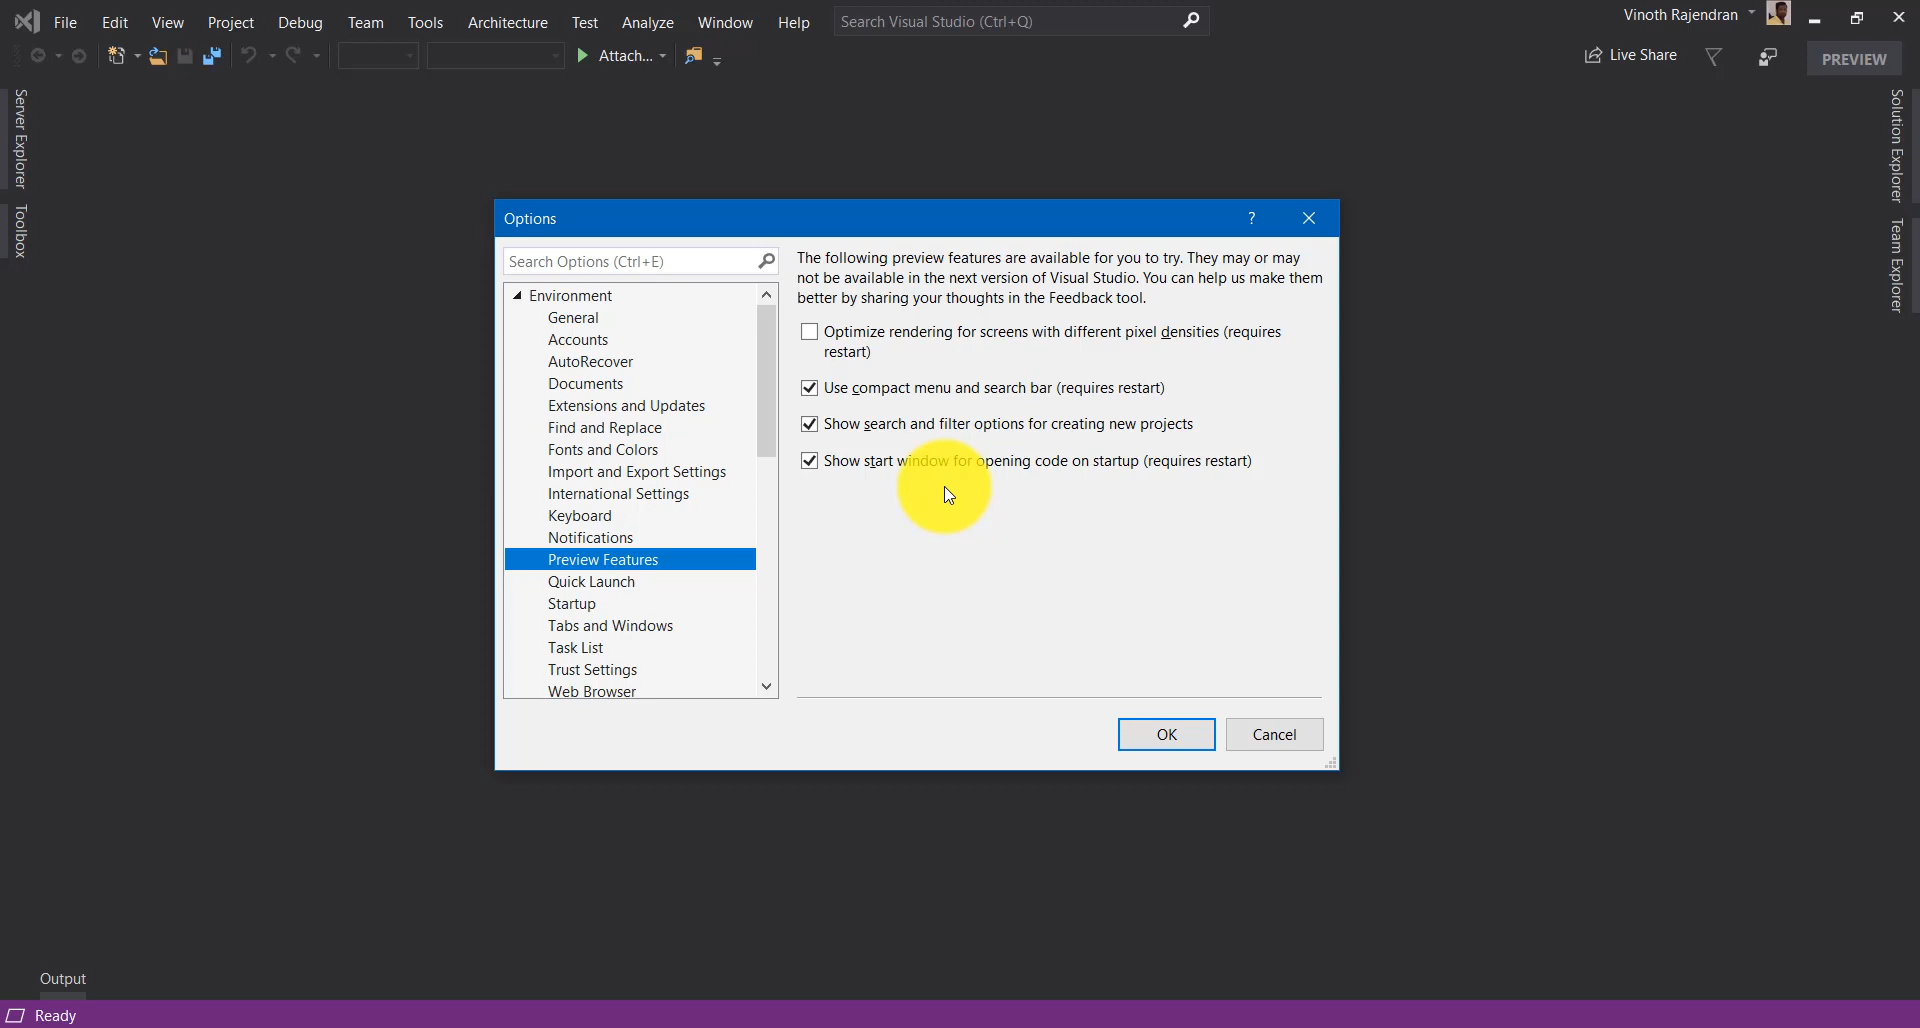 File Edit View Project Debug Team Tools Architecture Test Analyze Window Help Search Visual Studio (Ctrl+Q) Vinoth Rajendran
Attach... Live Share PREVIEW
Server Explorer
Toolbox
Solution Explorer
Team Explorer
Options ?
Search Options (Ctrl+E)
Environment
General
Accounts
AutoRecover
Documents
Extensions and Updates
Find and Replace
Fonts and Colors
Import and Export Settings
International Settings
Keyboard
Notifications
Preview Features
Quick Launch
Startup
Tabs and Windows
Task List
Trust Settings
Web Browser
The following preview features are available for you to try. They may or may
not be available in the next version of Visual Studio. You can help us make them
better by sharing your thoughts in the Feedback tool.
Optimize rendering for screens with different pixel densities (requires
restart)
Use compact menu and search bar (requires restart)
Show search and filter options for creating new projects
Show start window for opening code on startup (requires restart)
OK Cancel
Output
Ready